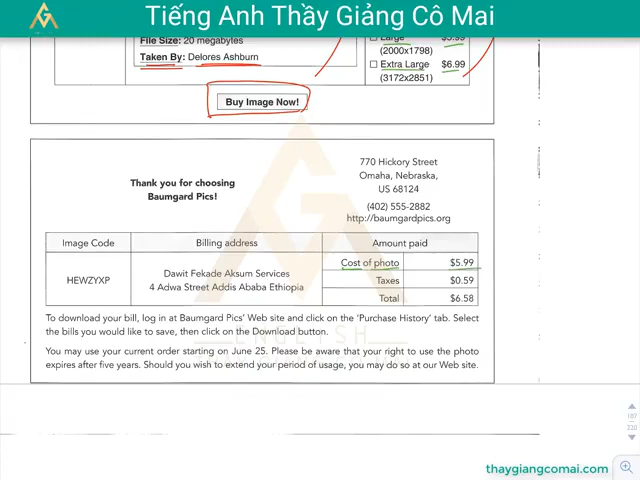 Tiếng Anh Thầy Giảng Cô Mai
File Size: 20 megabytes
Taken By: Delores Ashburn
Large $5.99
(2000x1798)
Extra Large $6.99
(3172x2851)
Buy Image Now!
Thank you for choosing
Baumgard Pics!
770 Hickory Street
Omaha, Nebraska,
US 68124
(402) 555-2882
http://baumgardpics.org
Image Code Billing address Amount paid
HEWZYXP
Dawit Fekade Aksum Services
4 Adwa Street Addis Ababa Ethiopia
Cost of photo $5.99
Taxes $0.59
Total $6.58
To download your bill, log in at Baumgard Pics' Web site and click on the 'Purchase History' tab. Select
the bills you would like to save, then click on the Download button.
You may use your current order starting on June 25. Please be aware that your right to use the photo
expires after five years. Should you wish to extend your period of usage, you may do so at our Web site.
ENGLISH
187
220
thaygiangcomai.com